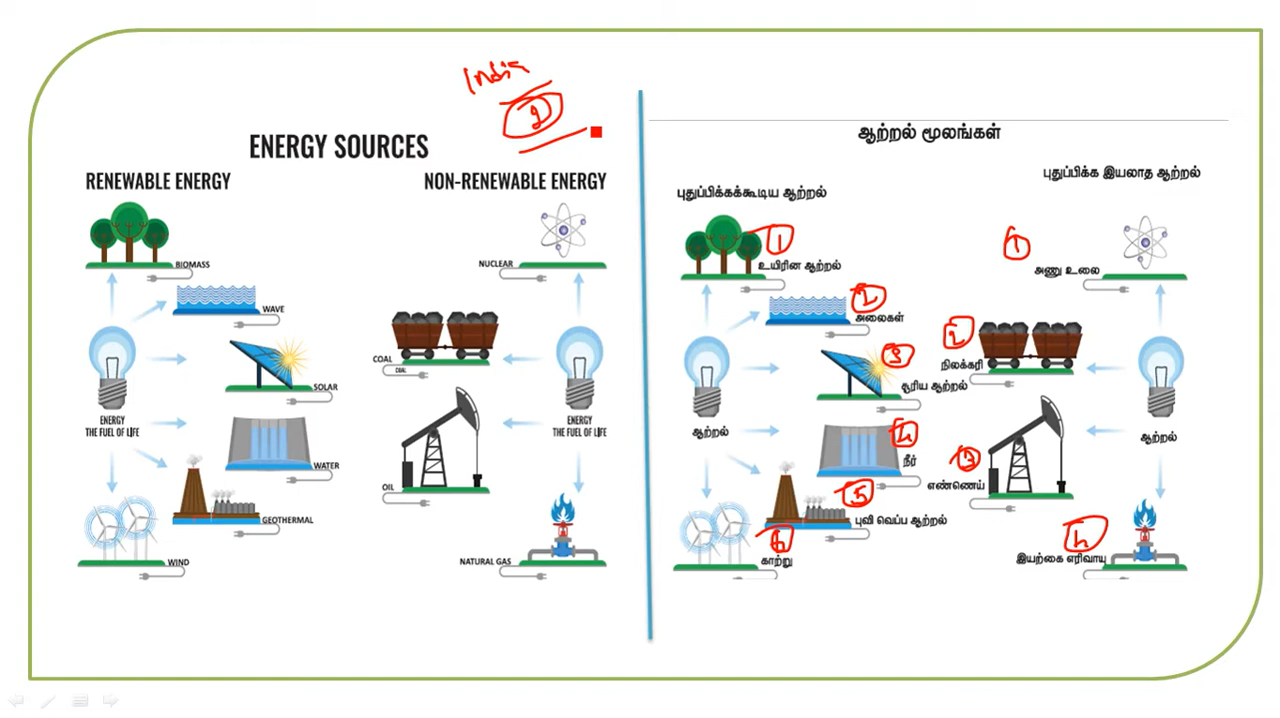 India
2
ENERGY SOURCES
RENEWABLE ENERGY
NON-RENEWABLE ENERGY
BIOMASS
NUCLEAR
WAVE
COAL
COAL
SOLAR
ENERGY
THE FUEL OF LIFE
ENERGY
THE FUEL OF LIFE
WATER
OIL
GEOTHERMAL
WIND
NATURAL GAS
ஆற்றல் மூலங்கள்
புதுப்பிக்கக்கூடிய ஆற்றல்
புதுப்பிக்க இயலாத ஆற்றல்
1
உயிரின ஆற்றல்
1
அணு உலை
2
அலைகள்
2
நிலக்கரி
3
சூரிய ஆற்றல்
ஆற்றல்
ஆற்றல்
4
நீர்
3
எண்ணெய்
5
புவி வெப்ப ஆற்றல்
6
காற்று
4
இயற்கை எரிவாயு